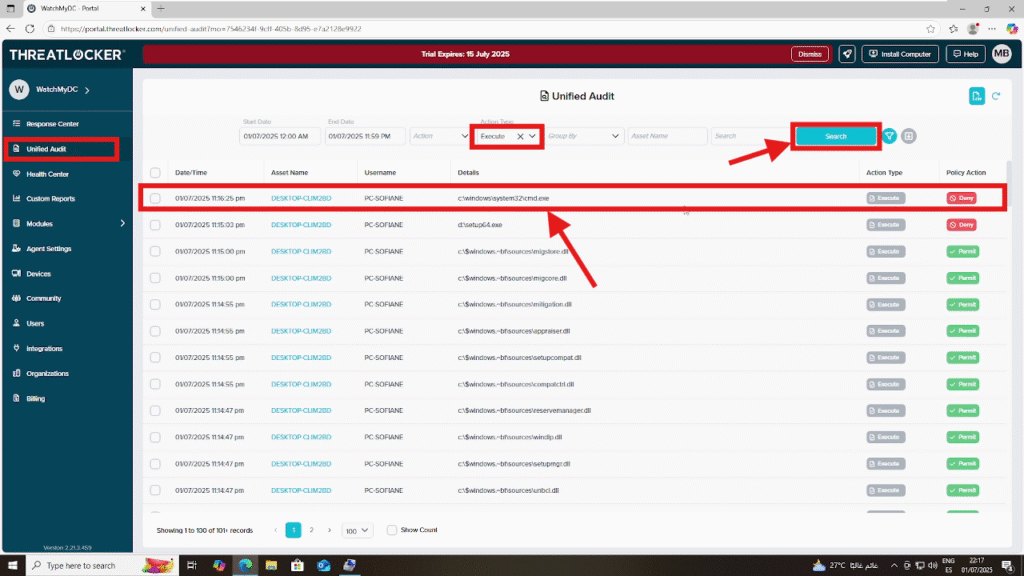 WatchMyDC - Portal
https://portal.threatlocker.com/unified-audit?mo=7546234f-9cff-405b-8d95-e7a2128e9922
THREATLOCKER
Trial Expires: 15 July 2025
Dismiss
Install Computer
Help
MB
W
WatchMyDC
Response Center
Unified Audit
Health Center
Custom Reports
Modules
Agent Settings
Devices
Community
Users
Integrations
Organizations
Billing
Version 2.21.3.459
Unified Audit
Start Date
End Date
Action Type
01/07/2025 12:00 AM
01/07/2025 11:59 PM
Action
Execute
Group By
Asset Name
Search
Search
Date/Time Asset Name Username Details Action Type Policy Action
01/07/2025 11:16:25 pm DESKTOP-CLIM2BD PC-SOFIANE c:\windows\system32\cmd.exe Execute Deny
01/07/2025 11:15:03 pm DESKTOP-CLIM2BD PC-SOFIANE d:\setup64.exe Execute Deny
01/07/2025 11:15:00 pm DESKTOP-CLIM2BD PC-SOFIANE c:\$windows.~bt\sources\migstore.dll Execute Permit
01/07/2025 11:15:00 pm DESKTOP-CLIM2BD PC-SOFIANE c:\$windows.~bt\sources\migcore.dll Execute Permit
01/07/2025 11:14:55 pm DESKTOP-CLIM2BD PC-SOFIANE c:\$windows.~bt\sources\mitigation.dll Execute Permit
01/07/2025 11:14:55 pm DESKTOP-CLIM2BD PC-SOFIANE c:\$windows.~bt\sources\appraiser.dll Execute Permit
01/07/2025 11:14:55 pm DESKTOP-CLIM2BD PC-SOFIANE c:\$windows.~bt\sources\setupcompat.dll Execute Permit
01/07/2025 11:14:55 pm DESKTOP-CLIM2BD PC-SOFIANE c:\$windows.~bt\sources\compatctrl.dll Execute Permit
01/07/2025 11:14:47 pm DESKTOP-CLIM2BD PC-SOFIANE c:\$windows.~bt\sources\reservemanager.dll Execute Permit
01/07/2025 11:14:47 pm DESKTOP-CLIM2BD PC-SOFIANE c:\$windows.~bt\sources\windlp.dll Execute Permit
01/07/2025 11:14:47 pm DESKTOP-CLIM2BD PC-SOFIANE c:\$windows.~bt\sources\setupmgr.dll Execute Permit
01/07/2025 11:14:47 pm DESKTOP-CLIM2BD PC-SOFIANE c:\$windows.~bt\sources\unbcl.dll Execute Permit
Showing 1 to 100 of 101+ records
1 2
100
Show Count
Type here to search
27°C غائم غالبًا
ENG
ES
22:17
01/07/2025